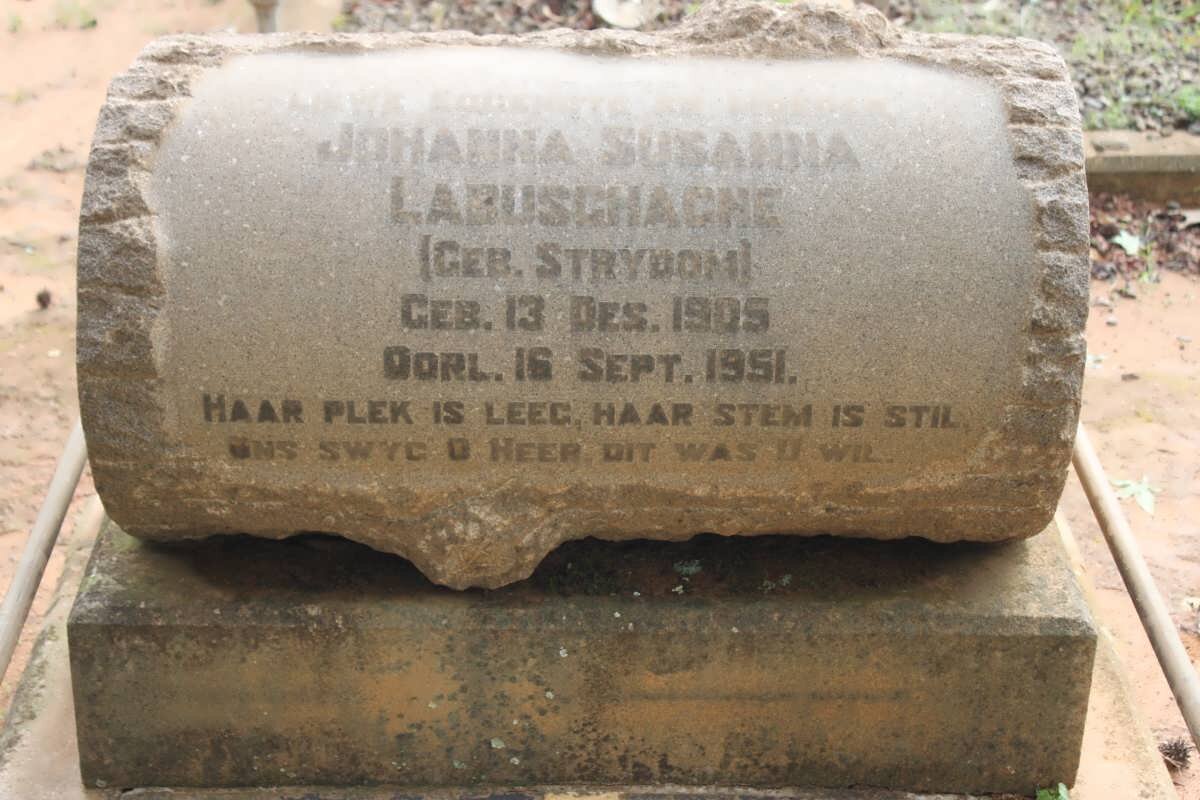 JOHANNA SUSANNA
LABUSCHAGNE
(GEB. STRYDOM)
GEB. 13 DES. 1905
OORL. 16 SEPT. 1951.
HAAR PLEK IS LEEG, HAAR STEM IS STIL,
ONS SWYG O HEER, DIT WAS U WIL.